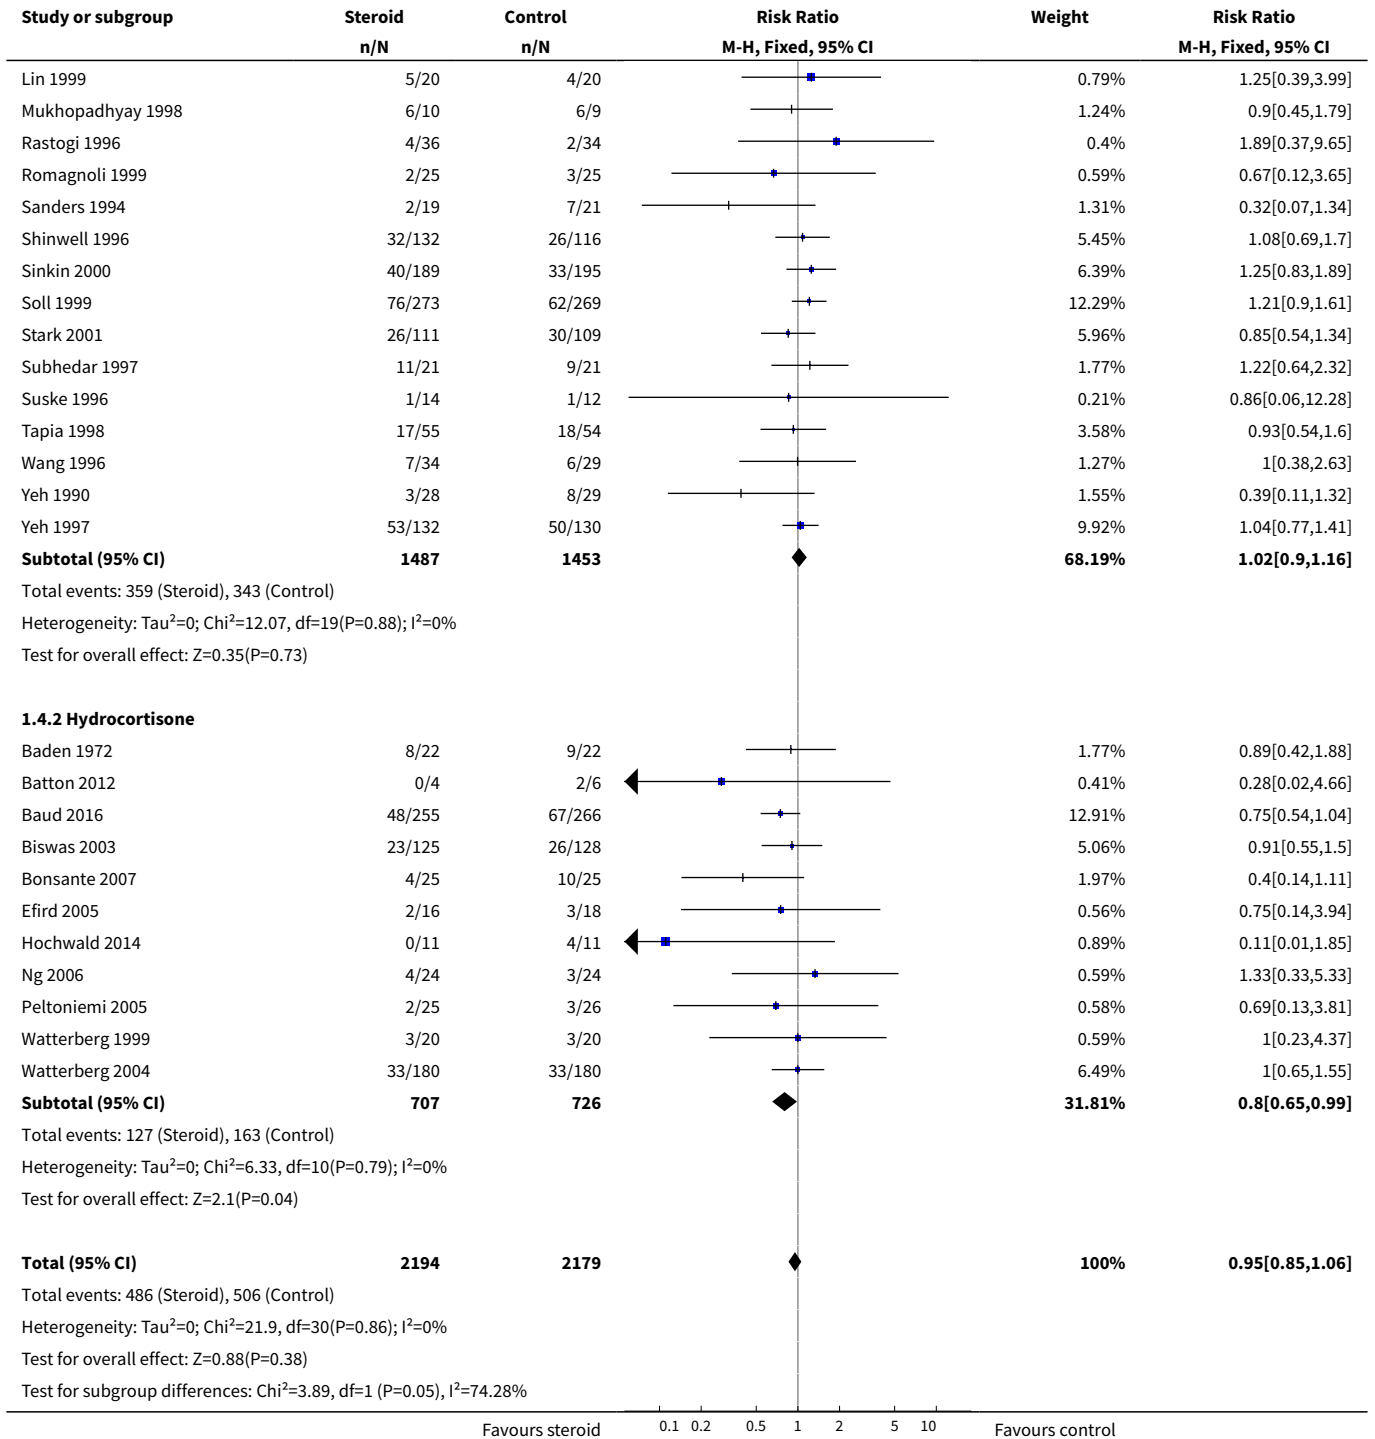 Study or subgroup Steroid Control Risk Ratio Weight Risk Ratio
n/N n/N M-H, Fixed, 95% CI M-H, Fixed, 95% CI
Lin 1999 5/20 4/20 0.79% 1.25[0.39,3.99]
Mukhopadhyay 1998 6/10 6/9 1.24% 0.9[0.45,1.79]
Rastogi 1996 4/36 2/34 0.4% 1.89[0.37,9.65]
Romagnoli 1999 2/25 3/25 0.59% 0.67[0.12,3.65]
Sanders 1994 2/19 7/21 1.31% 0.32[0.07,1.34]
Shinwell 1996 32/132 26/116 5.45% 1.08[0.69,1.7]
Sinkin 2000 40/189 33/195 6.39% 1.25[0.83,1.89]
Soll 1999 76/273 62/269 12.29% 1.21[0.9,1.61]
Stark 2001 26/111 30/109 5.96% 0.85[0.54,1.34]
Subhedar 1997 11/21 9/21 1.77% 1.22[0.64,2.32]
Suske 1996 1/14 1/12 0.21% 0.86[0.06,12.28]
Tapia 1998 17/55 18/54 3.58% 0.93[0.54,1.6]
Wang 1996 7/34 6/29 1.27% 1[0.38,2.63]
Yeh 1990 3/28 8/29 1.55% 0.39[0.11,1.32]
Yeh 1997 53/132 50/130 9.92% 1.04[0.77,1.41]
Subtotal (95% CI) 1487 1453 68.19% 1.02[0.9,1.16]
Total events: 359 (Steroid), 343 (Control)
Heterogeneity: Tau²=0; Chi²=12.07, df=19(P=0.88); I²=0%
Test for overall effect: Z=0.35(P=0.73)
1.4.2 Hydrocortisone
Baden 1972 8/22 9/22 1.77% 0.89[0.42,1.88]
Batton 2012 0/4 2/6 0.41% 0.28[0.02,4.66]
Baud 2016 48/255 67/266 12.91% 0.75[0.54,1.04]
Biswas 2003 23/125 26/128 5.06% 0.91[0.55,1.5]
Bonsante 2007 4/25 10/25 1.97% 0.4[0.14,1.11]
Efird 2005 2/16 3/18 0.56% 0.75[0.14,3.94]
Hochwald 2014 0/11 4/11 0.89% 0.11[0.01,1.85]
Ng 2006 4/24 3/24 0.59% 1.33[0.33,5.33]
Peltoniemi 2005 2/25 3/26 0.58% 0.69[0.13,3.81]
Watterberg 1999 3/20 3/20 0.59% 1[0.23,4.37]
Watterberg 2004 33/180 33/180 6.49% 1[0.65,1.55]
Subtotal (95% CI) 707 726 31.81% 0.8[0.65,0.99]
Total events: 127 (Steroid), 163 (Control)
Heterogeneity: Tau²=0; Chi²=6.33, df=10(P=0.79); I²=0%
Test for overall effect: Z=2.1(P=0.04)
Total (95% CI) 2194 2179 100% 0.95[0.85,1.06]
Total events: 486 (Steroid), 506 (Control)
Heterogeneity: Tau²=0; Chi²=21.9, df=30(P=0.86); I²=0%
Test for overall effect: Z=0.88(P=0.38)
Test for subgroup differences: Chi²=3.89, df=1 (P=0.05), I²=74.28%
Favours steroid 0.1 0.2 0.5 1 2 5 10 Favours control